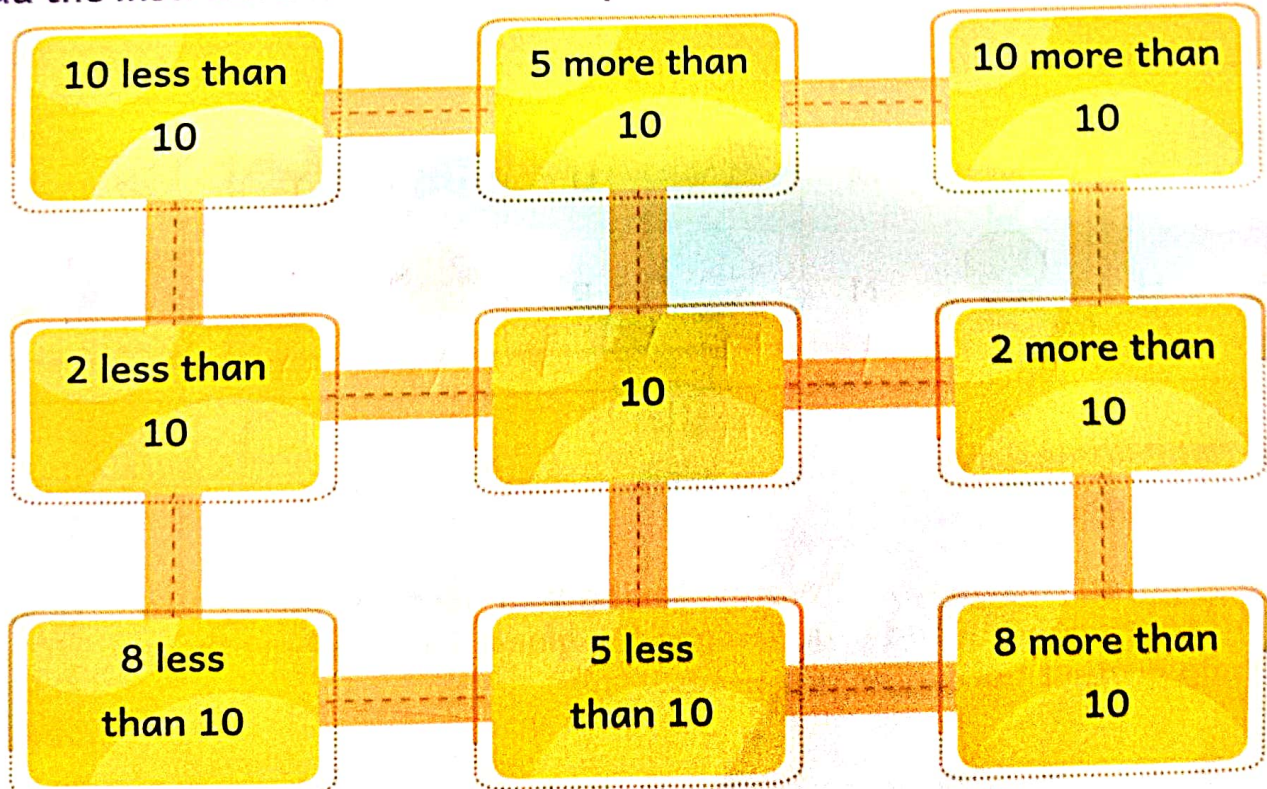 10 less than
10
5 more than
10
10 more than
10
2 less than
10
10
2 more than
10
8 less
than 10
5 less
than 10
8 more than
10